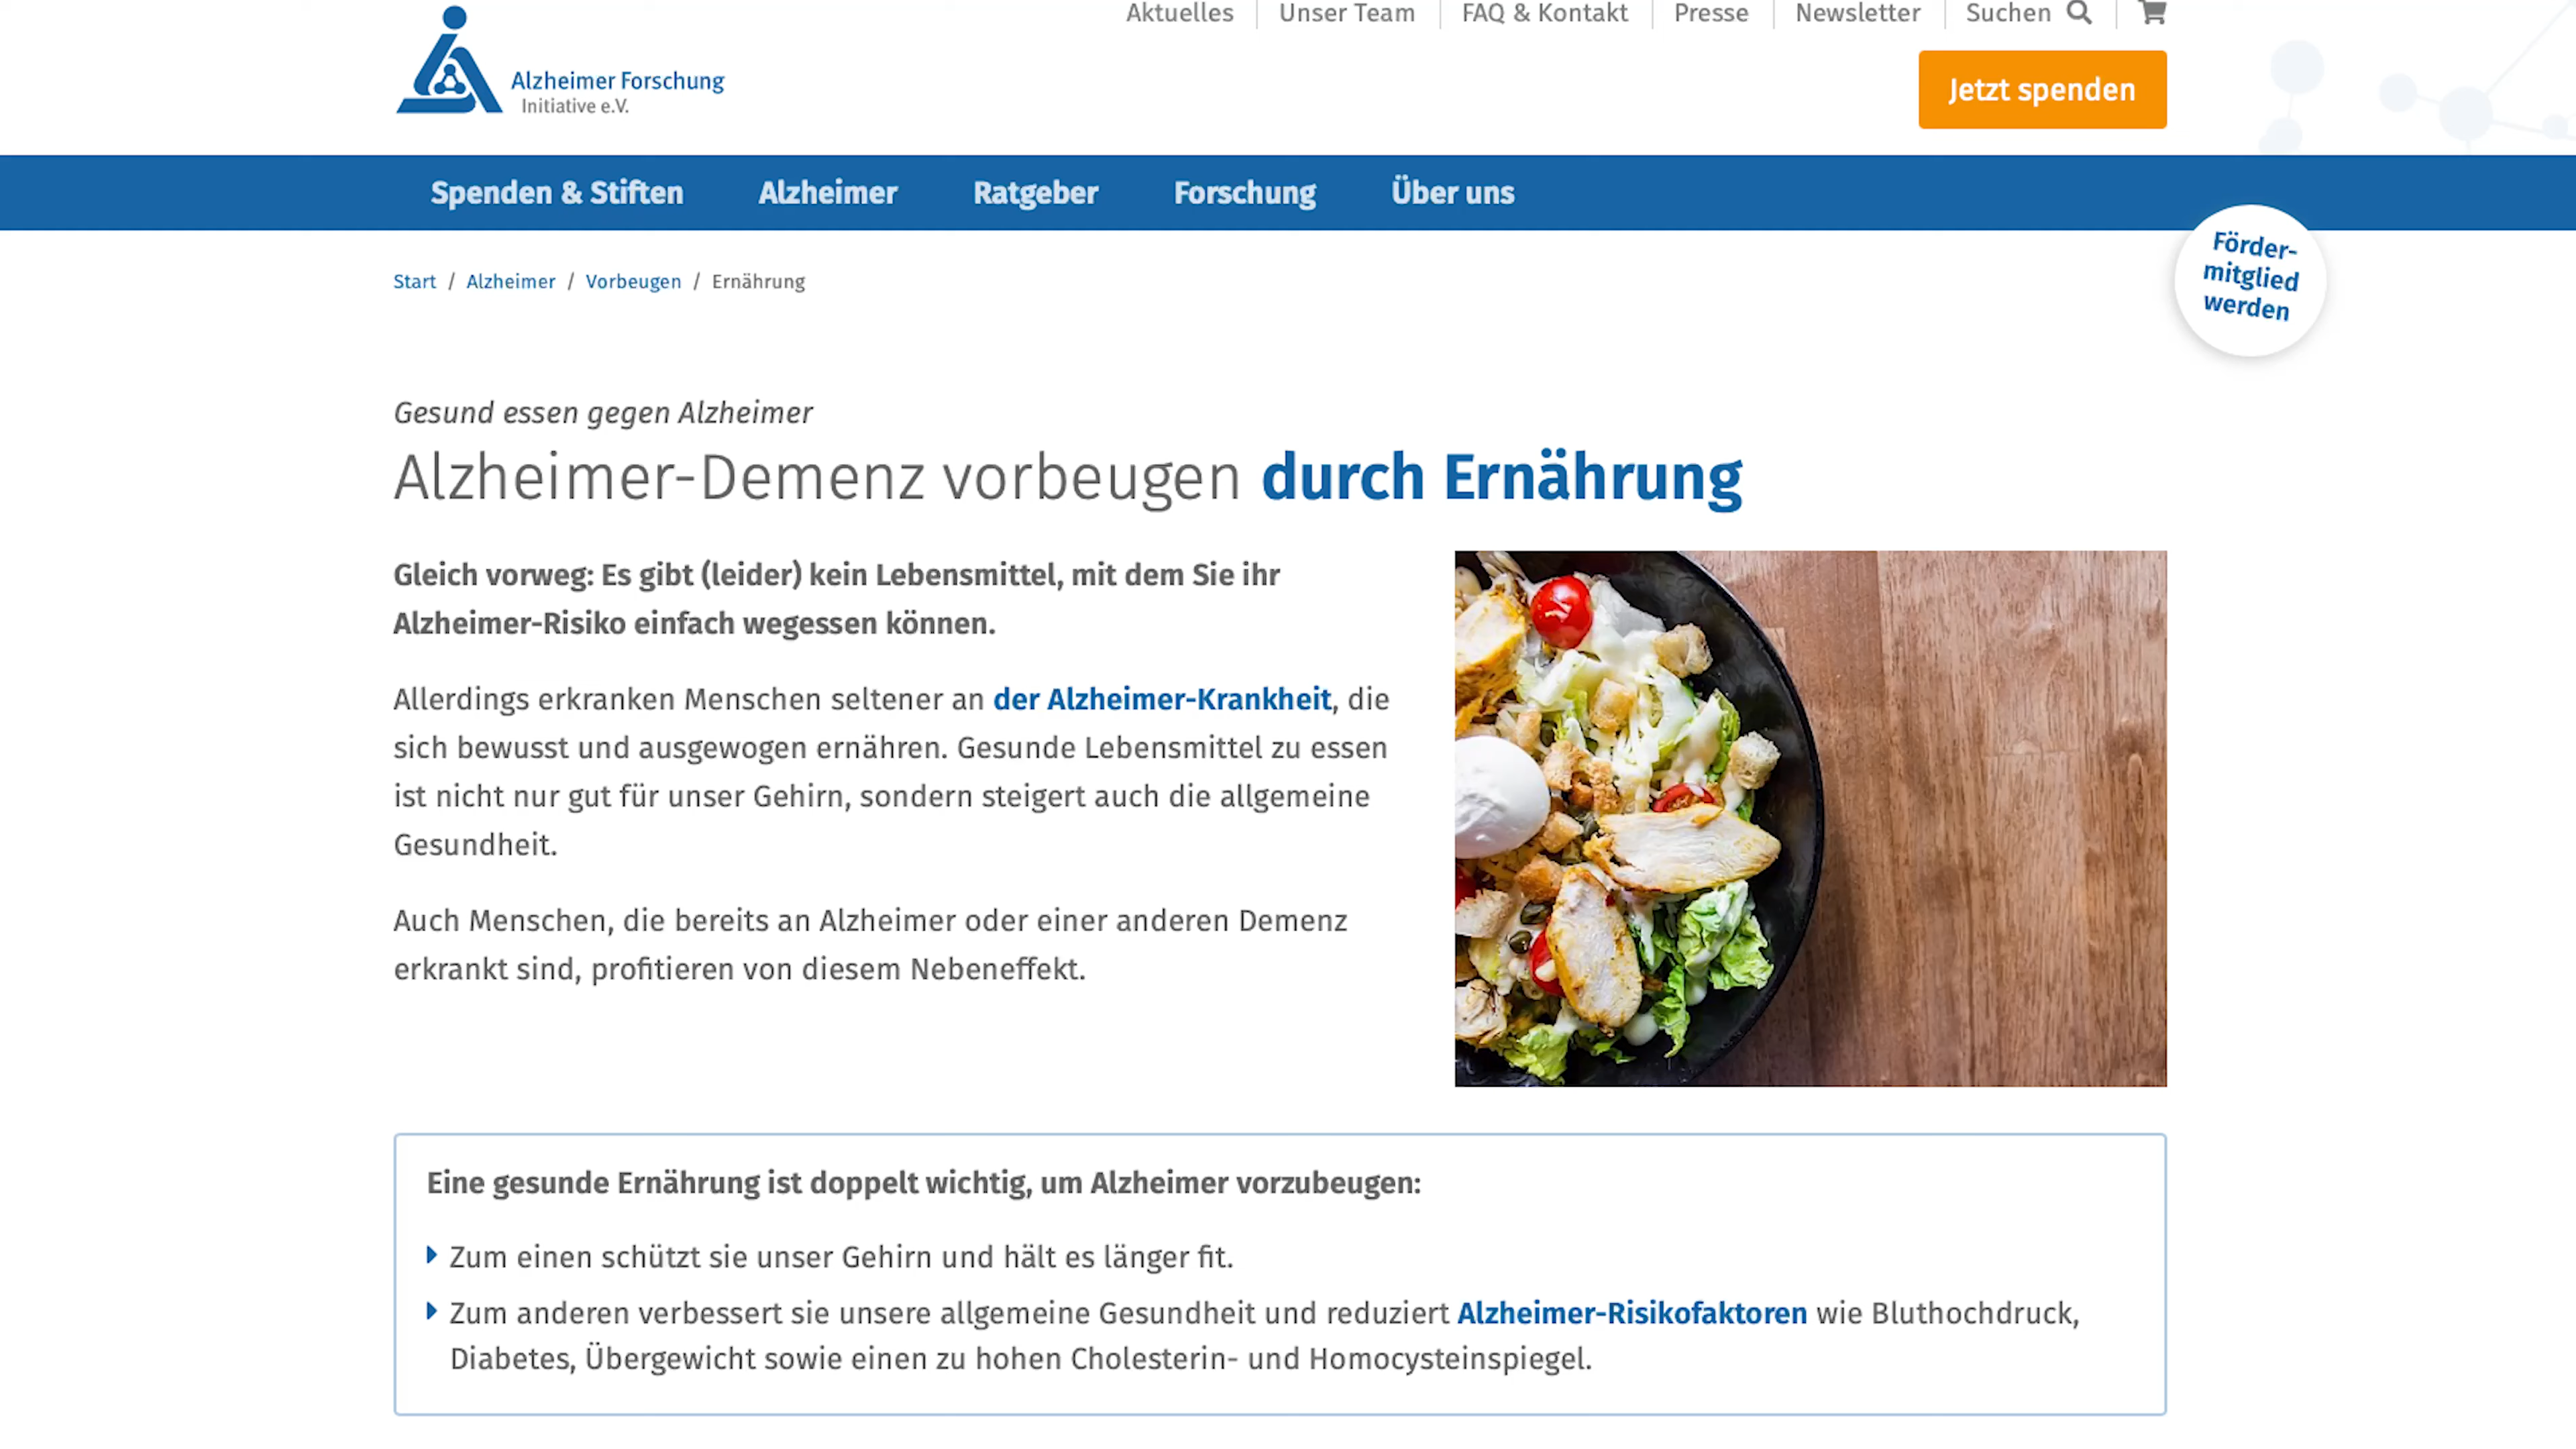 Aktuelles
Unser Team
FAQ & Kontakt
Presse
Newsletter
Suchen
Alzheimer Forschung
Initiative e.V.
Jetzt spenden
Spenden & Stiften
Alzheimer
Ratgeber
Forschung
Über uns
Förder-
mitglied
werden
Start / Alzheimer / Vorbeugen / Ernährung
Gesund essen gegen Alzheimer
Alzheimer-Demenz vorbeugen durch Ernährung
Gleich vorweg: Es gibt (leider) kein Lebensmittel, mit dem Sie ihr
Alzheimer-Risiko einfach wegessen können.
Allerdings erkranken Menschen seltener an der Alzheimer-Krankheit, die
sich bewusst und ausgewogen ernähren. Gesunde Lebensmittel zu essen
ist nicht nur gut für unser Gehirn, sondern steigert auch die allgemeine
Gesundheit.
Auch Menschen, die bereits an Alzheimer oder einer anderen Demenz
erkrankt sind, profitieren von diesem Nebeneffekt.
Eine gesunde Ernährung ist doppelt wichtig, um Alzheimer vorzubeugen:
Zum einen schützt sie unser Gehirn und hält es länger fit.
Zum anderen verbessert sie unsere allgemeine Gesundheit und reduziert Alzheimer-Risikofaktoren wie Bluthochdruck,
Diabetes, Übergewicht sowie einen zu hohen Cholesterin- und Homocysteinspiegel.